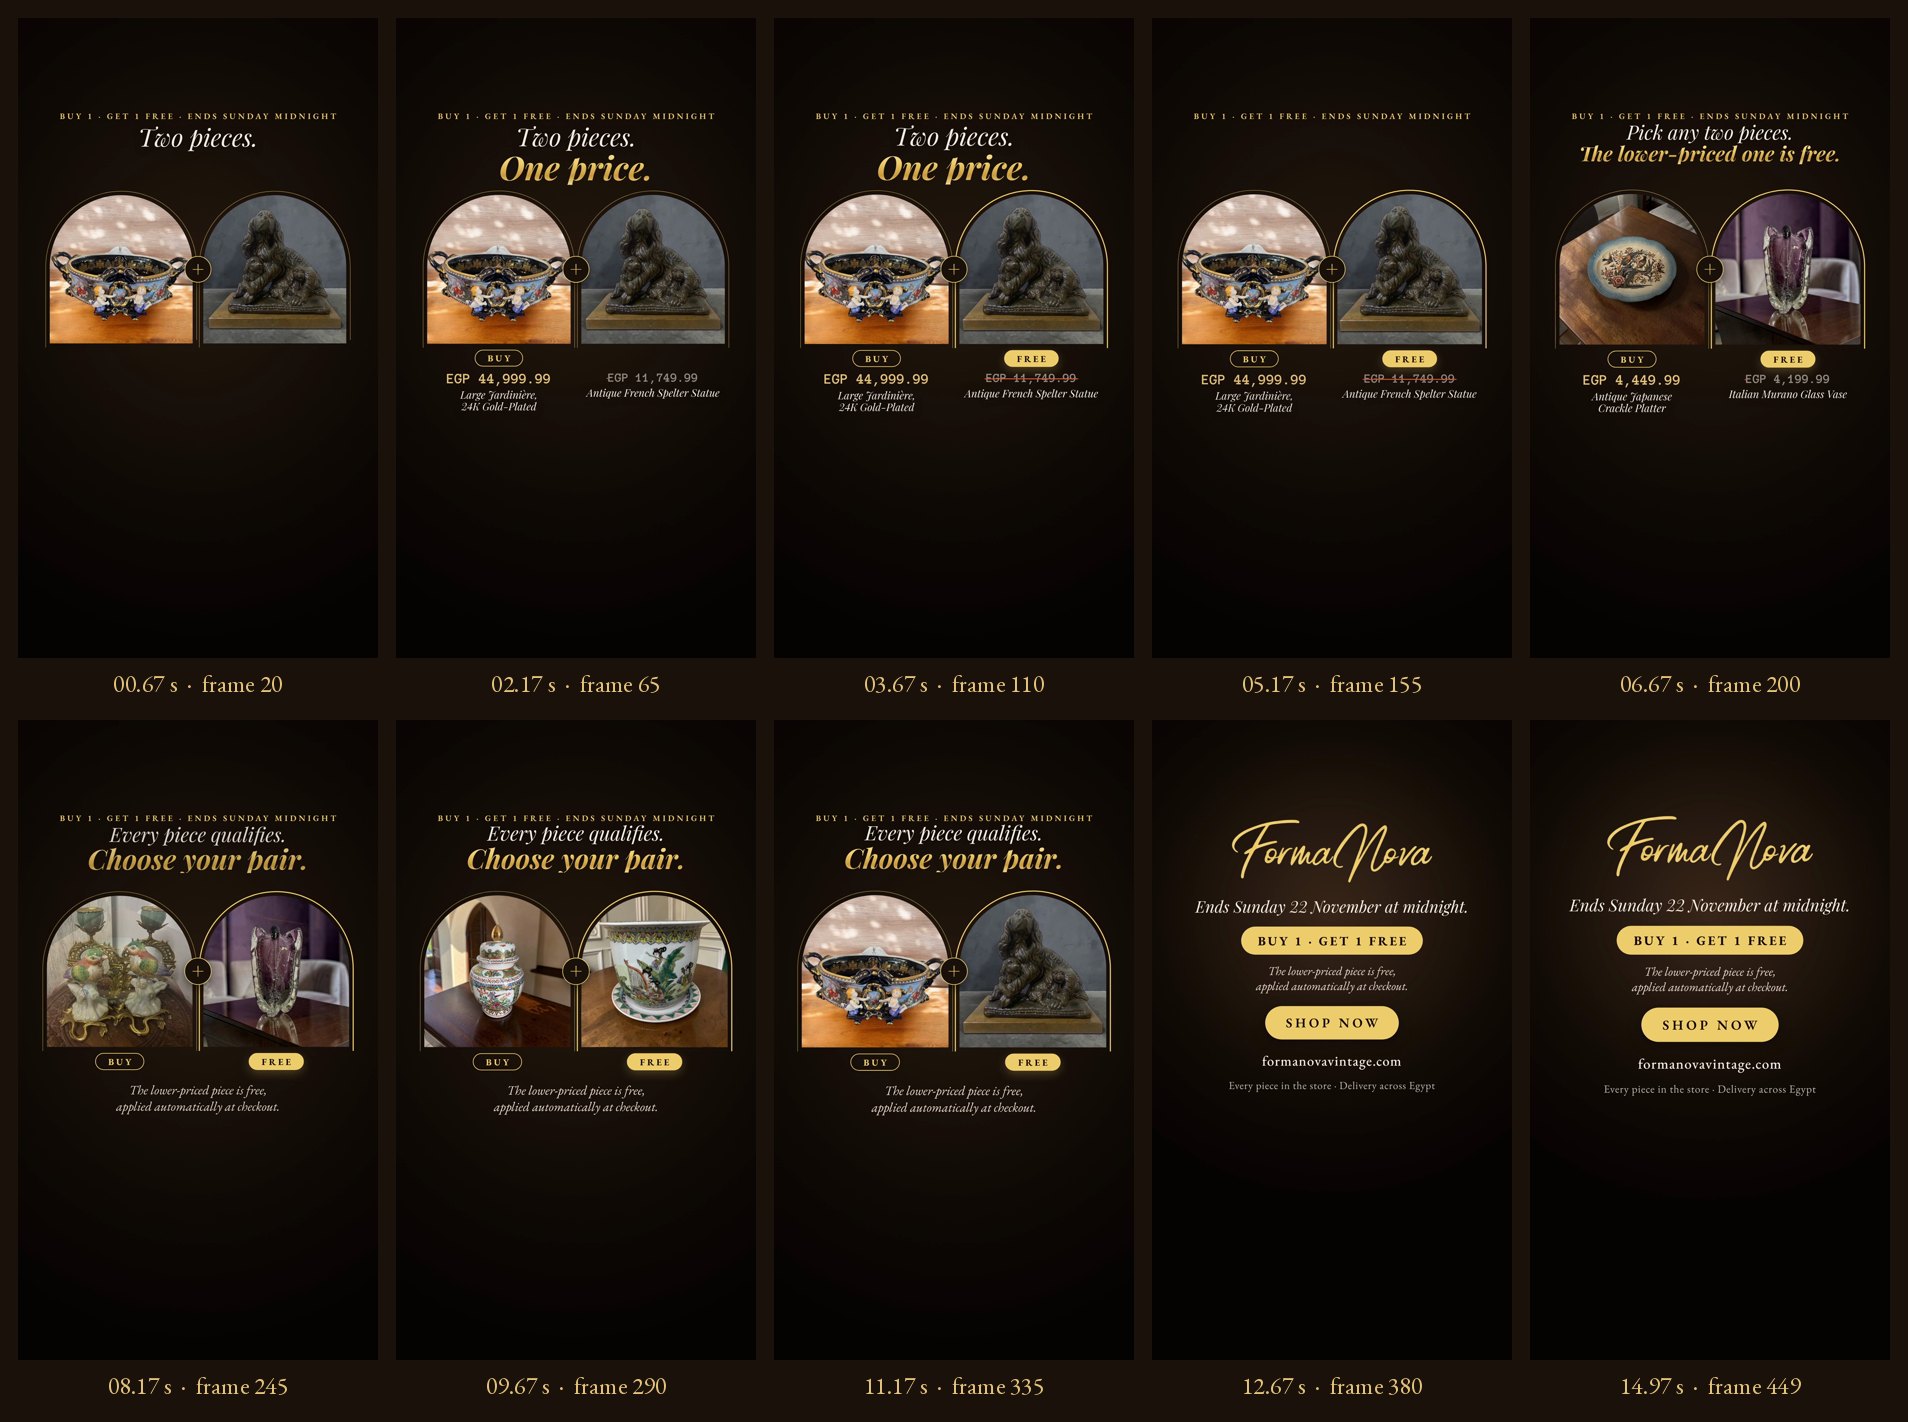 BUY 1 · GET 1 FREE · ENDS SUNDAY MIDNIGHT
Two pieces.
00.67 s · frame 20
BUY 1 · GET 1 FREE · ENDS SUNDAY MIDNIGHT
Two pieces.
One price.
BUY
EGP 44,999.99
Large Jardinière,
24K Gold-Plated
EGP 11,749.99
Antique French Spelter Statue
02.17 s · frame 65
BUY 1 · GET 1 FREE · ENDS SUNDAY MIDNIGHT
Two pieces.
One price.
BUY
EGP 44,999.99
Large Jardinière,
24K Gold-Plated
FREE
EGP 11,749.99
Antique French Spelter Statue
03.67 s · frame 110
BUY 1 · GET 1 FREE · ENDS SUNDAY MIDNIGHT
BUY
EGP 44,999.99
Large Jardinière,
24K Gold-Plated
FREE
EGP 11,749.99
Antique French Spelter Statue
05.17 s · frame 155
BUY 1 · GET 1 FREE · ENDS SUNDAY MIDNIGHT
Pick any two pieces.
The lower-priced one is free.
BUY
EGP 4,449.99
Antique Japanese
Crackle Platter
FREE
EGP 4,199.99
Italian Murano Glass Vase
06.67 s · frame 200
BUY 1 · GET 1 FREE · ENDS SUNDAY MIDNIGHT
Every piece qualifies.
Choose your pair.
BUY
FREE
The lower-priced piece is free,
applied automatically at checkout.
08.17 s · frame 245
BUY 1 · GET 1 FREE · ENDS SUNDAY MIDNIGHT
Every piece qualifies.
Choose your pair.
BUY
FREE
The lower-priced piece is free,
applied automatically at checkout.
09.67 s · frame 290
BUY 1 · GET 1 FREE · ENDS SUNDAY MIDNIGHT
Every piece qualifies.
Choose your pair.
BUY
FREE
The lower-priced piece is free,
applied automatically at checkout.
11.17 s · frame 335
FormaNova
Ends Sunday 22 November at midnight.
BUY 1 · GET 1 FREE
The lower-priced piece is free,
applied automatically at checkout.
SHOP NOW
formanovavintage.com
Every piece in the store · Delivery across Egypt
12.67 s · frame 380
FormaNova
Ends Sunday 22 November at midnight.
BUY 1 · GET 1 FREE
The lower-priced piece is free,
applied automatically at checkout.
SHOP NOW
formanovavintage.com
Every piece in the store · Delivery across Egypt
14.97 s · frame 449